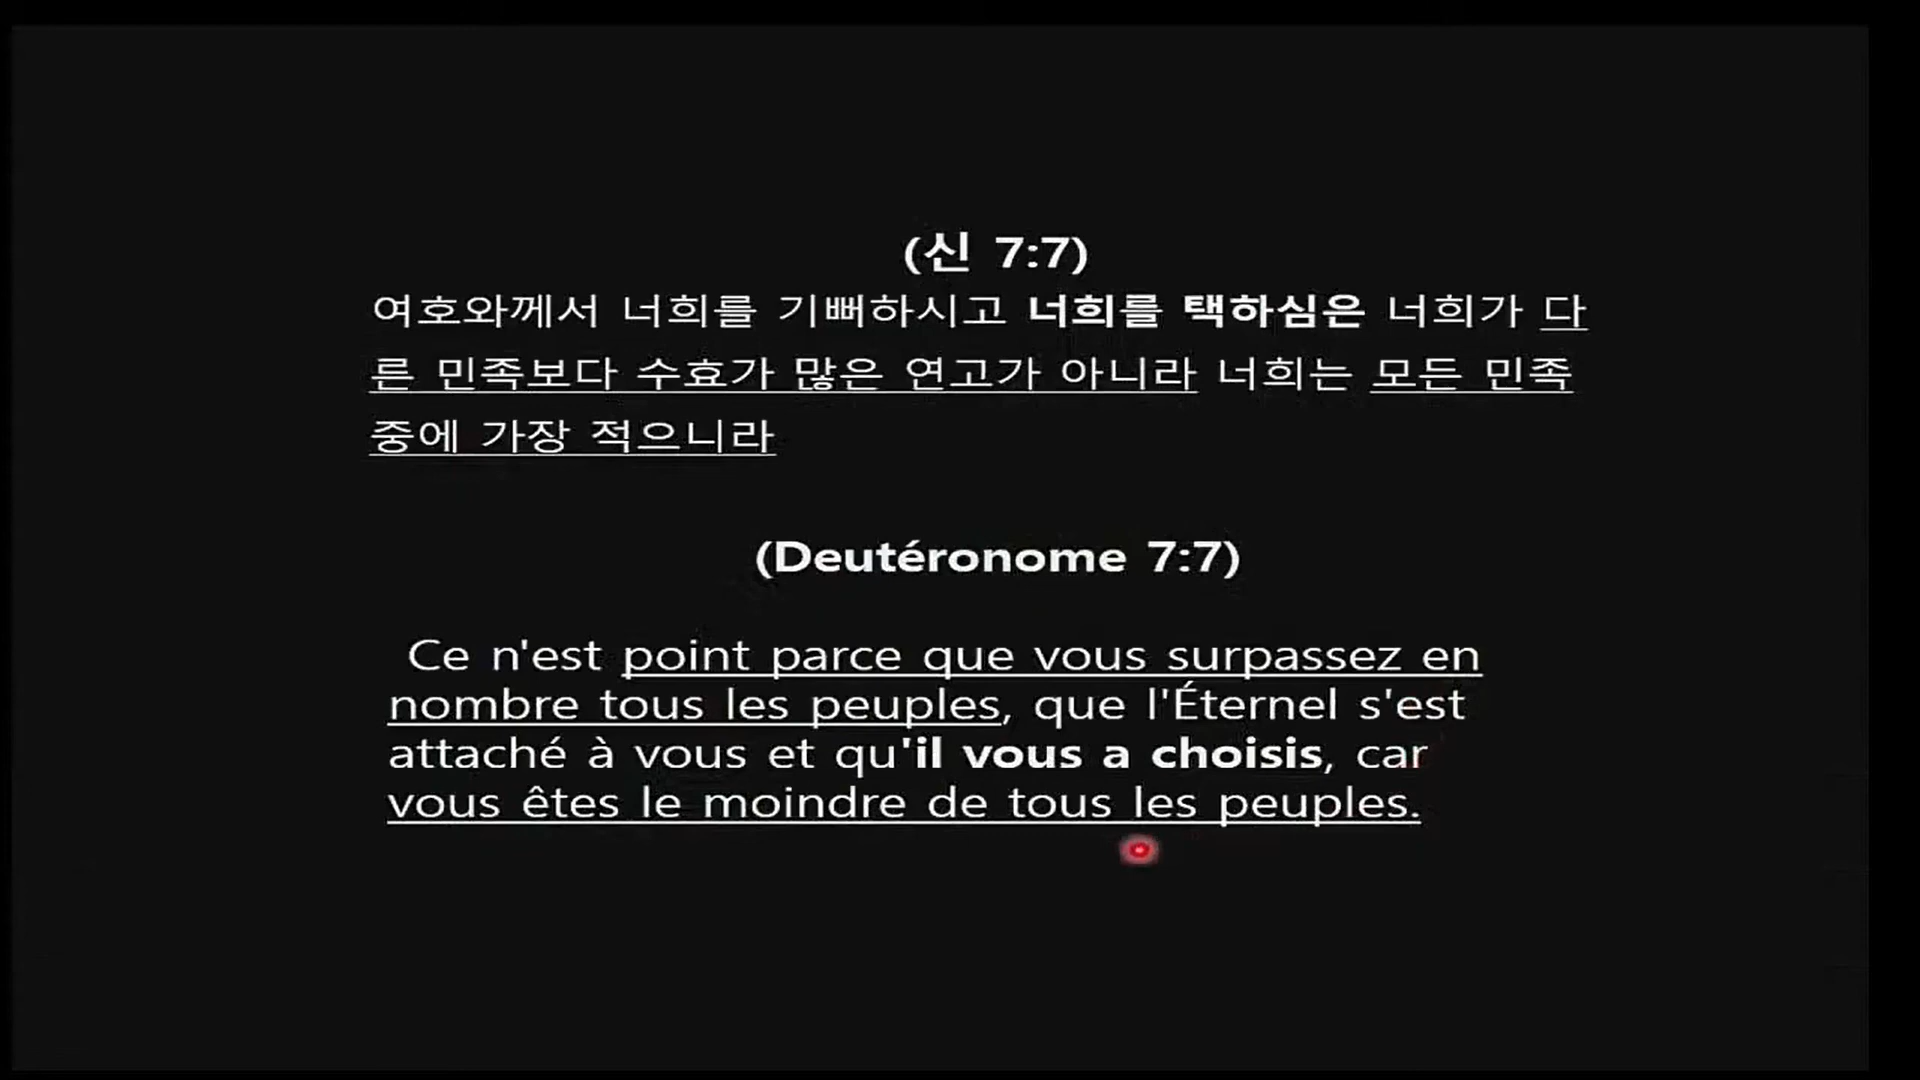 (신 7:7)
여호와께서 너희를 기뻐하시고 너희를 택하심은 너희가 다
른 민족보다 수효가 많은 연고가 아니라 너희는 모든 민족
중에 가장 적으니라
(Deutéronome 7:7)
Ce n'est point parce que vous surpassez en
nombre tous les peuples, que l'Éternel s'est
attaché à vous et qu'il vous a choisis, car
vous êtes le moindre de tous les peuples.